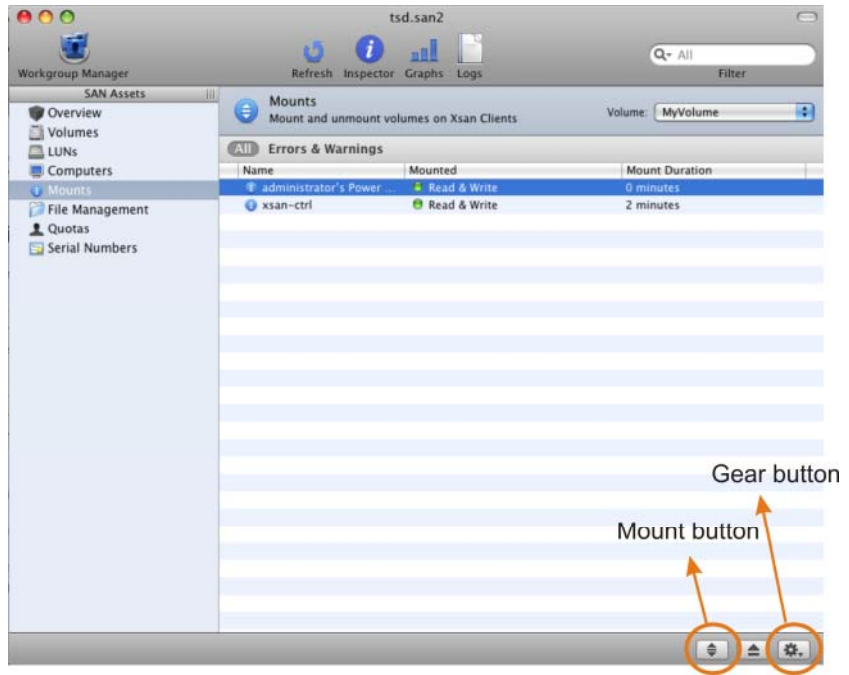 tsd.san2
Workgroup Manager
Refresh Inspector Graphs Logs
All
Filter
SAN Assets
Overview
Volumes
LUNs
Computers
Mounts
File Management
Quotas
Serial Numbers
Mounts
Mount and unmount volumes on Xsan Clients
Volume: MyVolume
All Errors & Warnings
Name Mounted Mount Duration
administrator's Power ... Read & Write 0 minutes
xsan-ctrl Read & Write 2 minutes
Gear button
Mount button